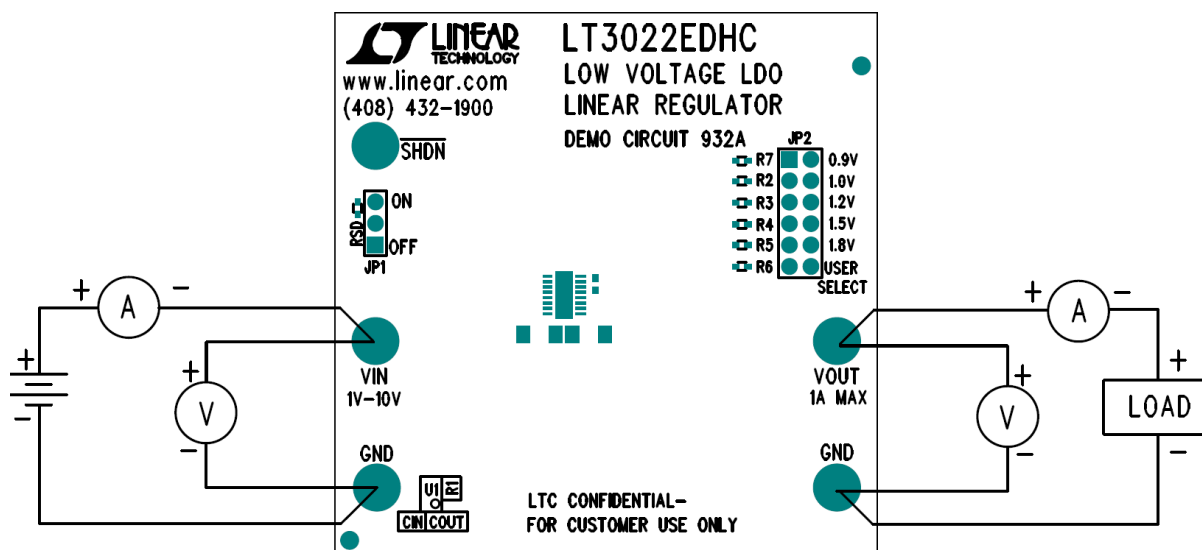 LINEAR
TECHNOLOGY
www.linear.com
(408) 432-1900
LT3022EDHC
LOW VOLTAGE LDO
LINEAR REGULATOR
DEMO CIRCUIT 932A
SHDN
ON
RSD
OFF
JP1
JP2
R7 0.9V
R2 1.0V
R3 1.2V
R4 1.5V
R5 1.8V
R6 USER
SELECT
+ A -
+
-
+
V
-
VIN
1V-10V
GND
U1 R1
CIN COUT
LTC CONFIDENTIAL-
FOR CUSTOMER USE ONLY
VOUT
1A MAX
GND
+ A -
+
V
-
+
LOAD
-